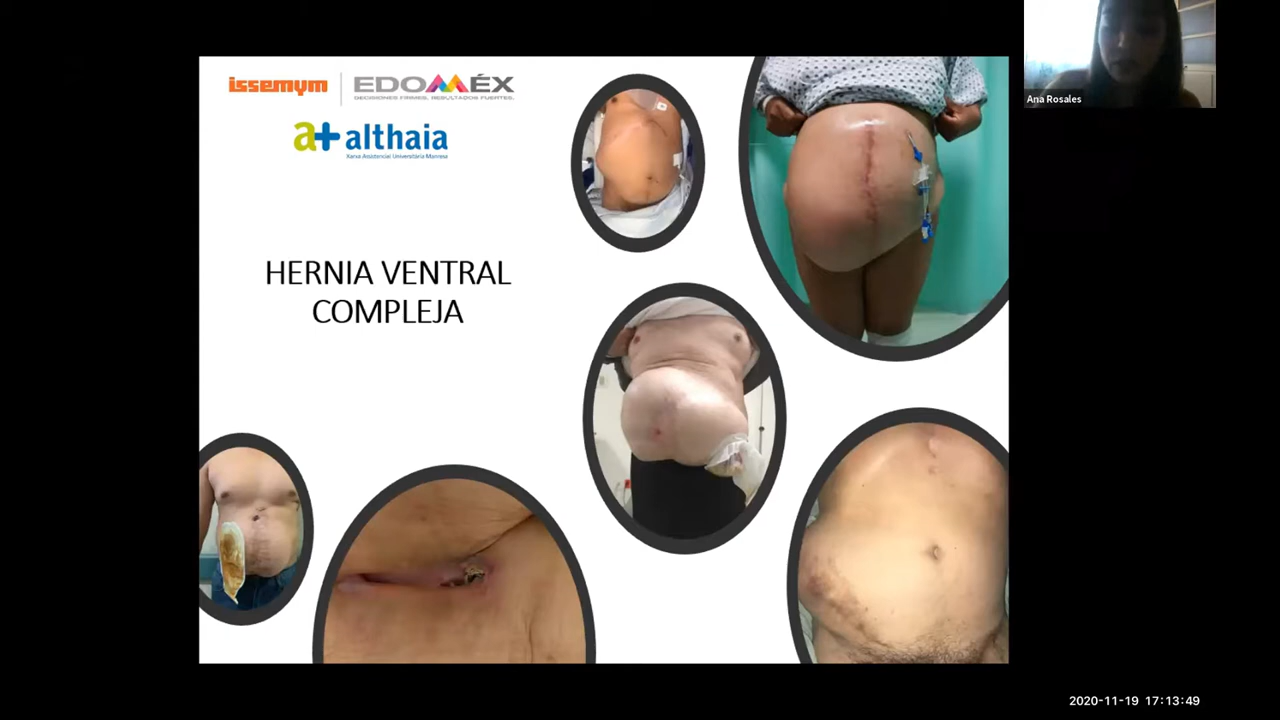 issemym
EDOMÉX
DECISIONES FIRMES, RESULTADOS FUERTES.
a+ althaia
Xarxa Assistencial Universitària Manresa
HERNIA VENTRAL
COMPLEJA
Ana Rosales
2020-11-19 17:13:49